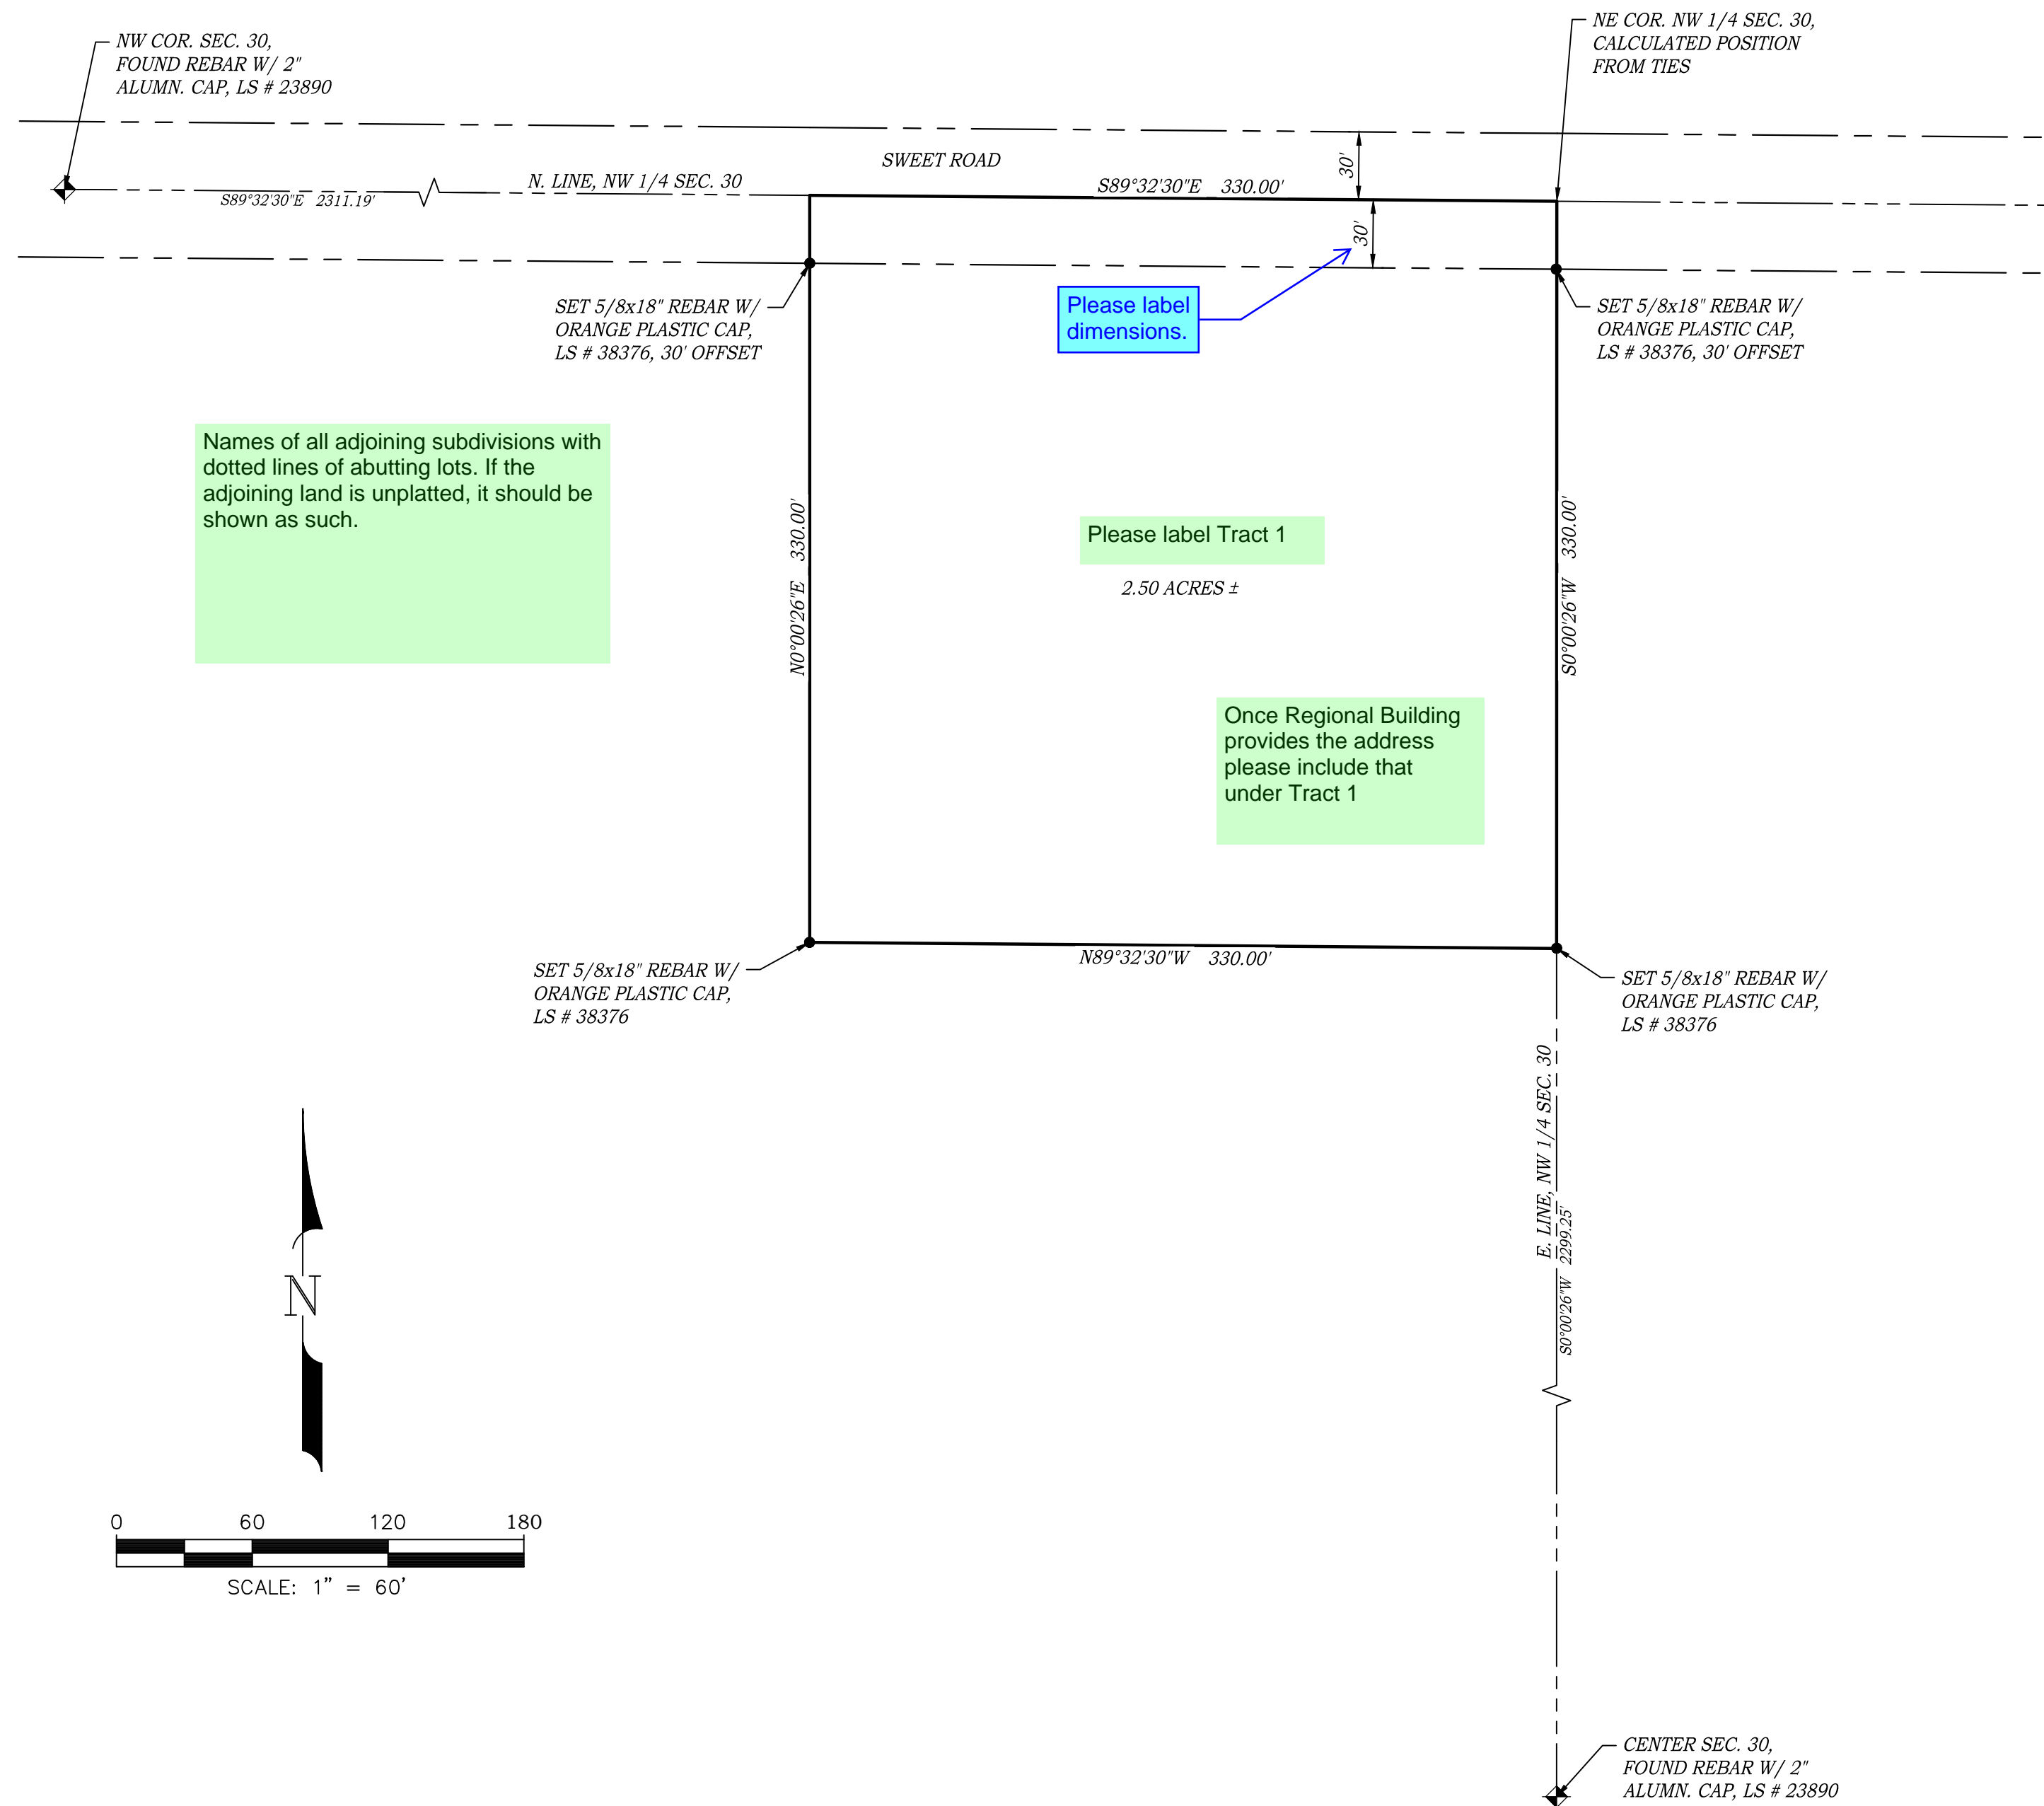 NW COR. SEC. 30,
FOUND REBAR W/ 2"
ALUMN. CAP, LS # 23890
NE COR. NW 1/4 SEC. 30,
CALCULATED POSITION
FROM TIES
SWEET ROAD
30'
N. LINE, NW 1/4 SEC. 30
S89°32'30"E 2311.19'
S89°32'30"E 330.00'
30'
SET 5/8x18" REBAR W/
ORANGE PLASTIC CAP,
LS # 38376, 30' OFFSET
Please label
dimensions.
SET 5/8x18" REBAR W/
ORANGE PLASTIC CAP,
LS # 38376, 30' OFFSET
Names of all adjoining subdivisions with
dotted lines of abutting lots. If the
adjoining land is unplatted, it should be
shown as such.
N0°00'26"E 330.00'
Please label Tract 1
2.50 ACRES ±
S0°00'26"W 330.00'
Once Regional Building
provides the address
please include that
under Tract 1
N89°32'30"W 330.00'
SET 5/8x18" REBAR W/
ORANGE PLASTIC CAP,
LS # 38376
SET 5/8x18" REBAR W/
ORANGE PLASTIC CAP,
LS # 38376
E. LINE, NW 1/4 SEC. 30
S0°00'26"W 2299.25'
N
0 60 120 180
SCALE: 1" = 60'
CENTER SEC. 30,
FOUND REBAR W/ 2"
ALUMN. CAP, LS # 23890